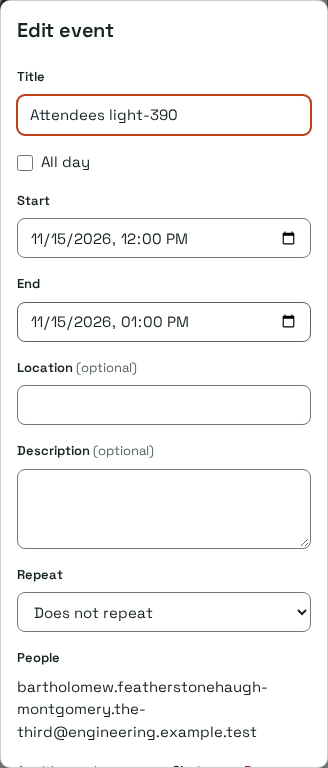 Edit event
Title
Attendees light-390
All day
Start
11/15/2026, 12:00 PM
End
11/15/2026, 01:00 PM
Location (optional)
Description (optional)
Repeat
Does not repeat
People
bartholomew.featherstonehaugh-
montgomery.the-
third@engineering.example.test